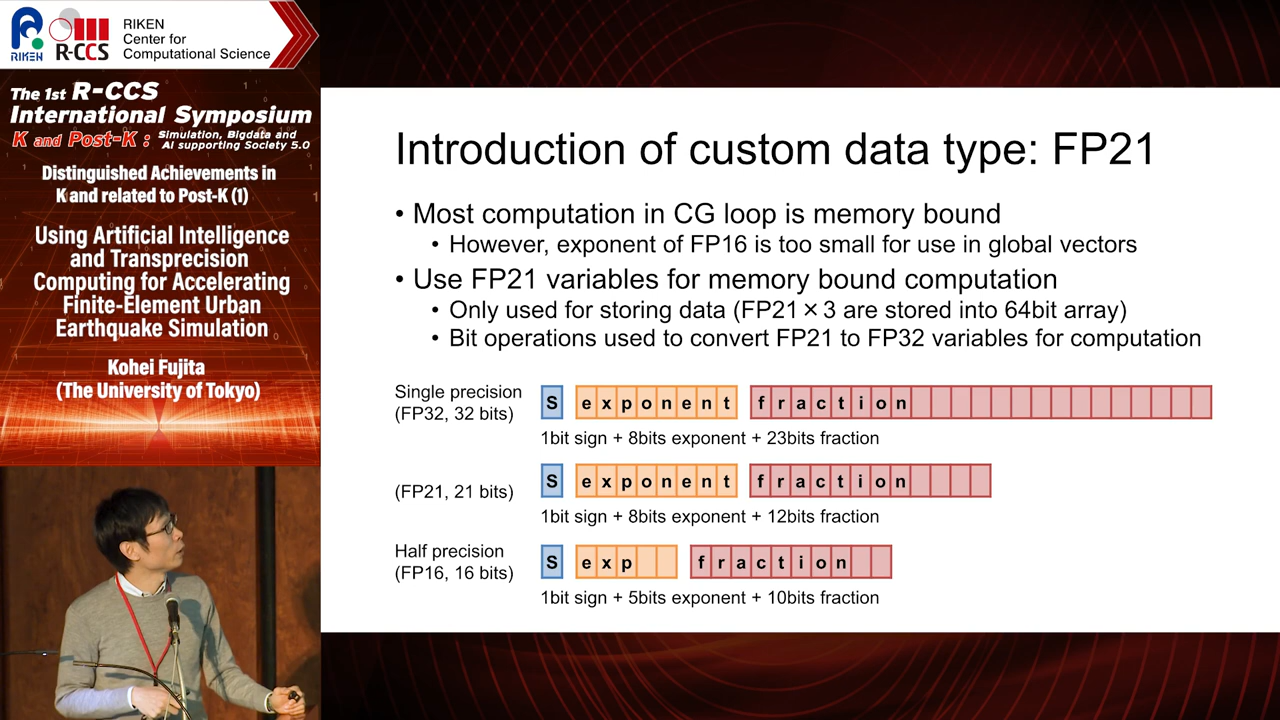 RIKEN
R-CCS
RIKEN
Center for
Computational Science
The 1st R-CCS
International Symposium
K and Post-K : Simulation, Bigdata and
AI supporting Society 5.0
Distinguished Achievements in
K and related to Post-K (1)
Using Artificial Intelligence
and Transprecision
Computing for Accelerating
Finite-Element Urban
Earthquake Simulation
Kohei Fujita
(The University of Tokyo)
Introduction of custom data type: FP21
• Most computation in CG loop is memory bound
• However, exponent of FP16 is too small for use in global vectors
• Use FP21 variables for memory bound computation
• Only used for storing data (FP21×3 are stored into 64bit array)
• Bit operations used to convert FP21 to FP32 variables for computation
Single precision
(FP32, 32 bits)
S exponent fraction
1bit sign + 8bits exponent + 23bits fraction
(FP21, 21 bits)
S exponent fraction
1bit sign + 8bits exponent + 12bits fraction
Half precision
(FP16, 16 bits)
S exp fraction
1bit sign + 5bits exponent + 10bits fraction